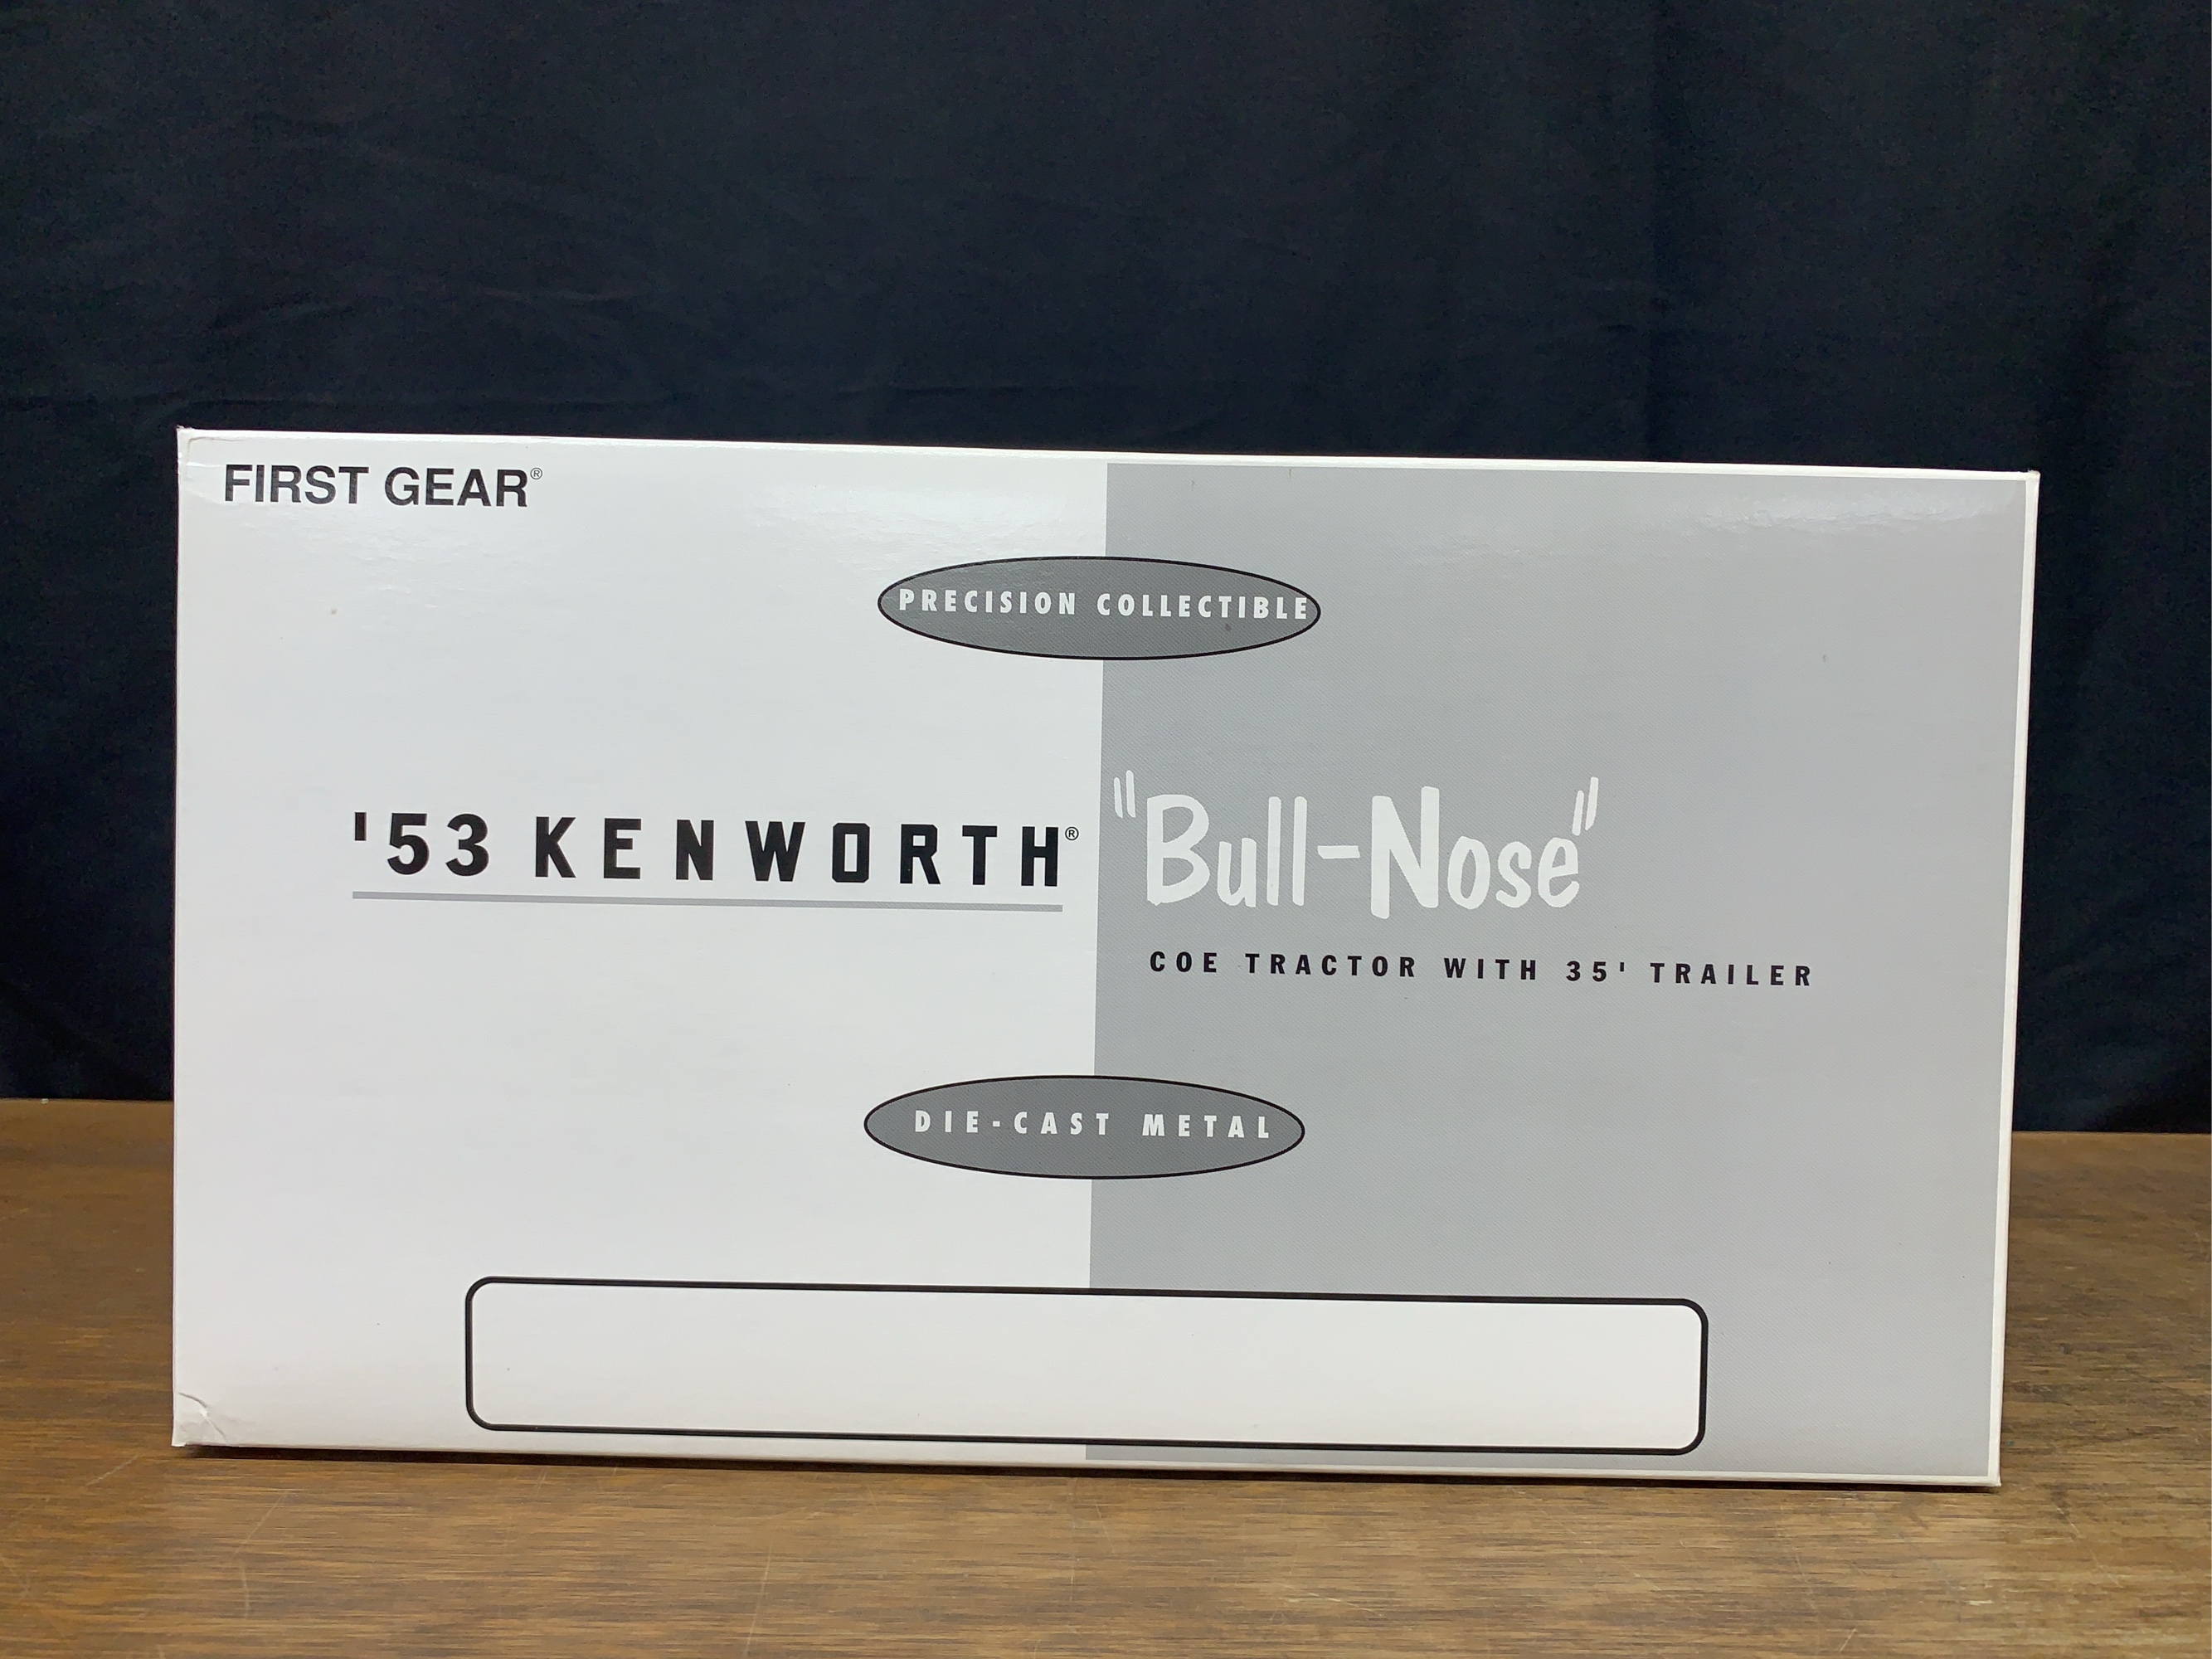 FIRST GEAR®
PRECISION COLLECTIBLE
'53 KENWORTH® "Bull-Nose"
COE TRACTOR WITH 35' TRAILER
DIE-CAST METAL